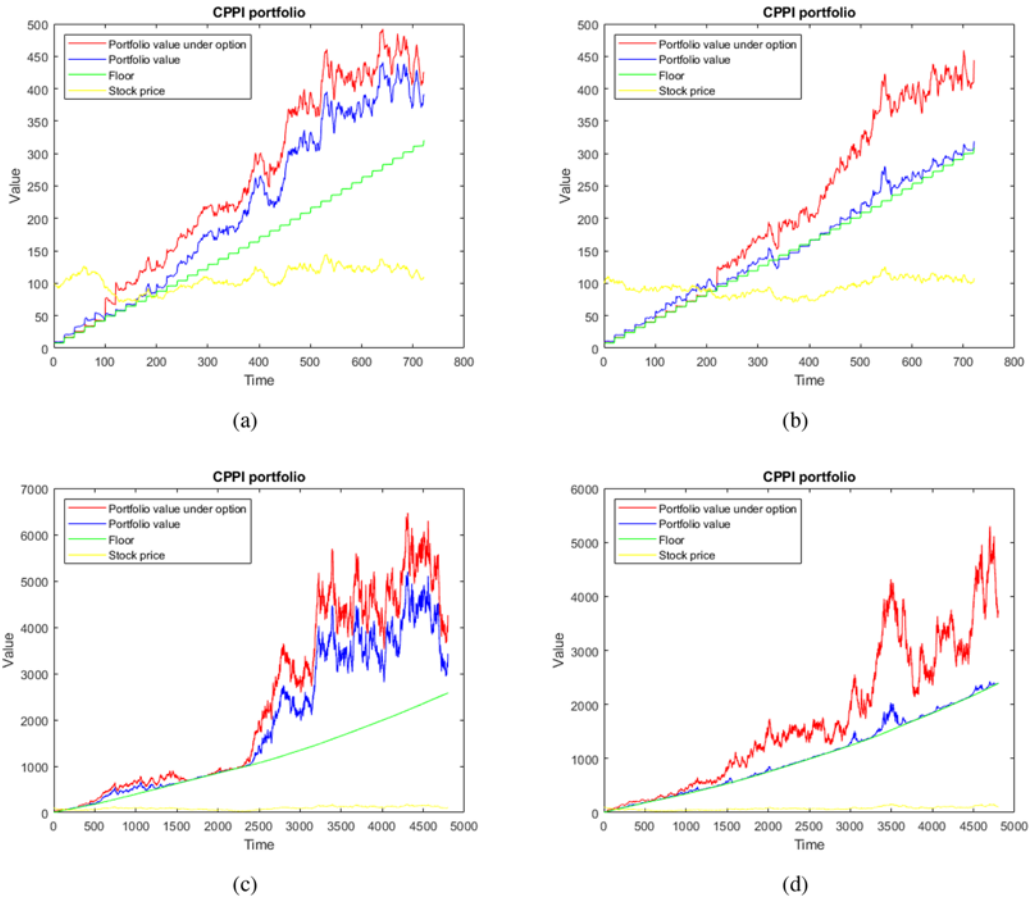 CPPI portfolio
500
450
400
350
300
250
200
150
100
50
0
Value
Portfolio value under option
Portfolio value
Floor
Stock price
0 100 200 300 400 500 600 700 800
Time
(a)
CPPI portfolio
500
450
400
350
300
250
200
150
100
50
0
Value
Portfolio value under option
Portfolio value
Floor
Stock price
0 100 200 300 400 500 600 700 800
Time
(b)
CPPI portfolio
7000
6000
5000
4000
3000
2000
1000
0
Value
Portfolio value under option
Portfolio value
Floor
Stock price
0 500 1000 1500 2000 2500 3000 3500 4000 4500 5000
Time
(c)
CPPI portfolio
6000
5000
4000
3000
2000
1000
0
Value
Portfolio value under option
Portfolio value
Floor
Stock price
0 500 1000 1500 2000 2500 3000 3500 4000 4500 5000
Time
(d)